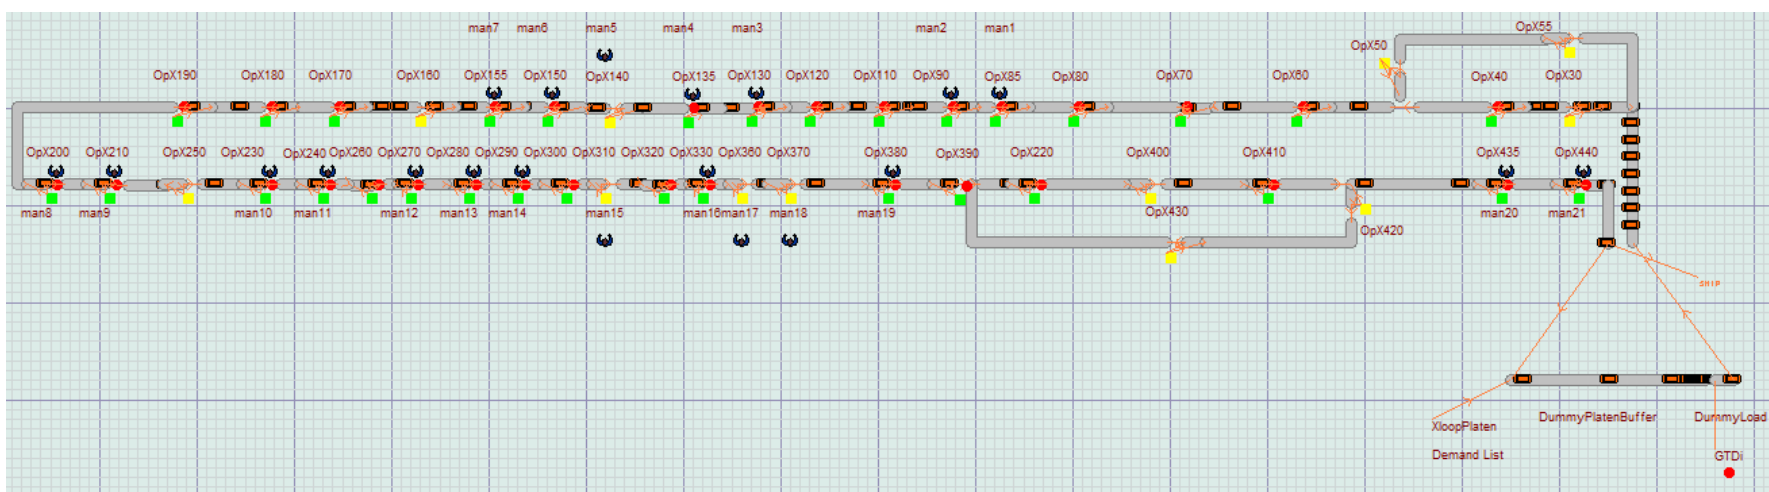 man7 man6 man5 man4 man3 man2 man1 OpX55
OpX50
OpX190 OpX180 OpX170 OpX160 OpX155 OpX150 OpX140 OpX135 OpX130 OpX120 OpX110 OpX90 OpX85 OpX80 OpX70 OpX60 OpX40 OpX30
OpX200 OpX210 OpX250 OpX230 OpX240 OpX260 OpX270 OpX280 OpX290 OpX300 OpX310 OpX320 OpX330 OpX360 OpX370 OpX380 OpX390 OpX220 OpX400 OpX410 OpX435 OpX440
man8 man9 man10 man11 man12 man13 man14 man15 man16 man17 man18 man19 OpX430 man20 man21
OpX420
SHIP
XloopPlaten DummyPlatenBuffer DummyLoad
Demand List GTDi